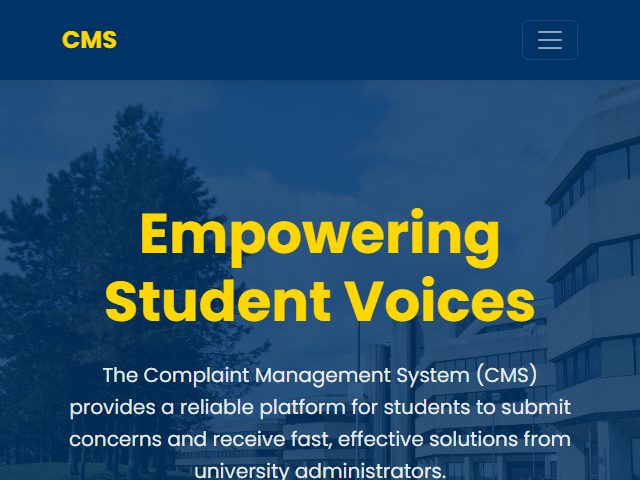 CMS
Empowering
Student Voices
The Complaint Management System (CMS)
provides a reliable platform for students to submit
concerns and receive fast, effective solutions from
university administrators.